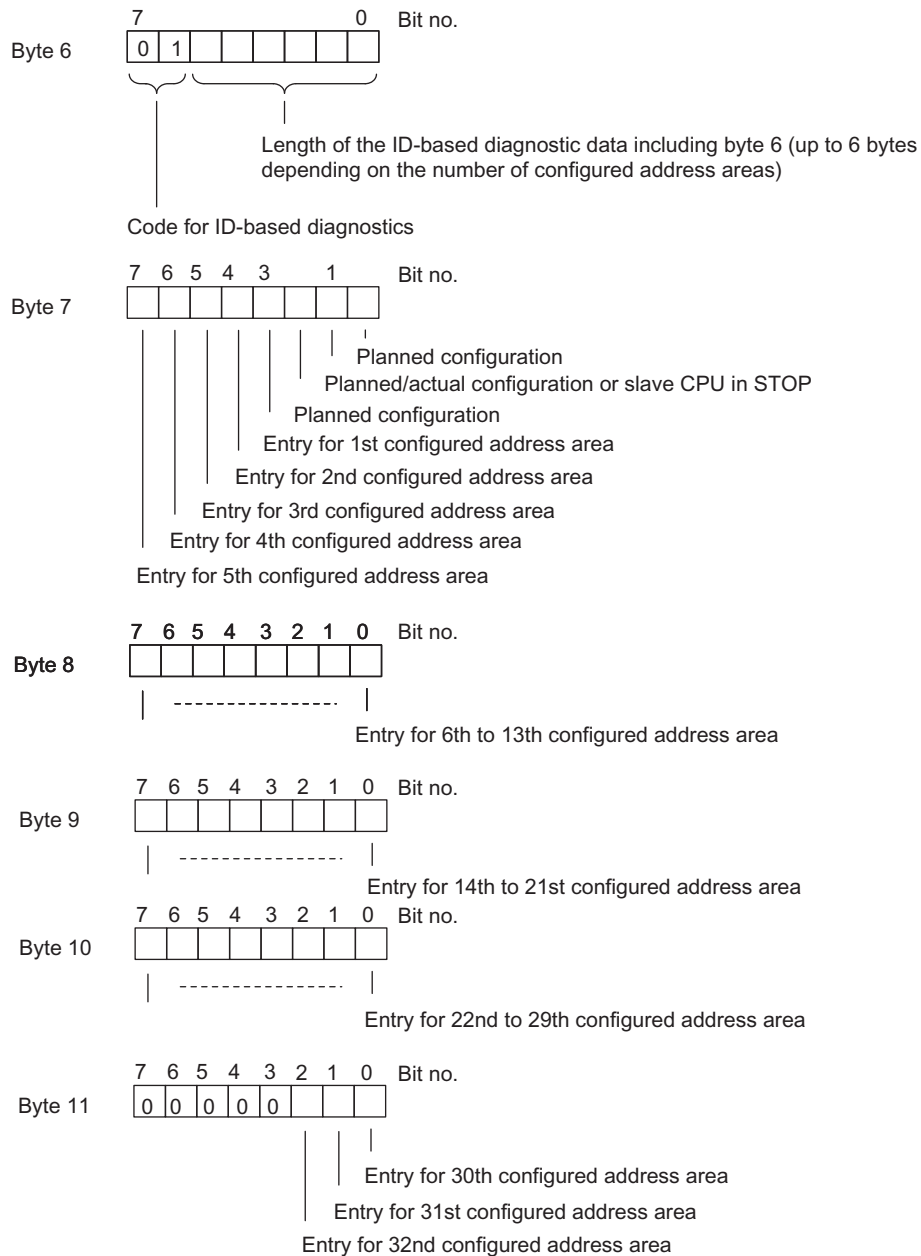 7 0 Bit no.
Byte 6
0 1
Length of the ID-based diagnostic data including byte 6 (up to 6 bytes
depending on the number of configured address areas)
Code for ID-based diagnostics
7 6 5 4 3 1 Bit no.
Byte 7
Planned configuration
Planned/actual configuration or slave CPU in STOP
Planned configuration
Entry for 1st configured address area
Entry for 2nd configured address area
Entry for 3rd configured address area
Entry for 4th configured address area
Entry for 5th configured address area
7 6 5 4 3 2 1 0 Bit no.
Byte 8
Entry for 6th to 13th configured address area
7 6 5 4 3 2 1 0 Bit no.
Byte 9
Entry for 14th to 21st configured address area
7 6 5 4 3 2 1 0 Bit no.
Byte 10
Entry for 22nd to 29th configured address area
7 6 5 4 3 2 1 0 Bit no.
Byte 11
0 0 0 0 0
Entry for 30th configured address area
Entry for 31st configured address area
Entry for 32nd configured address area